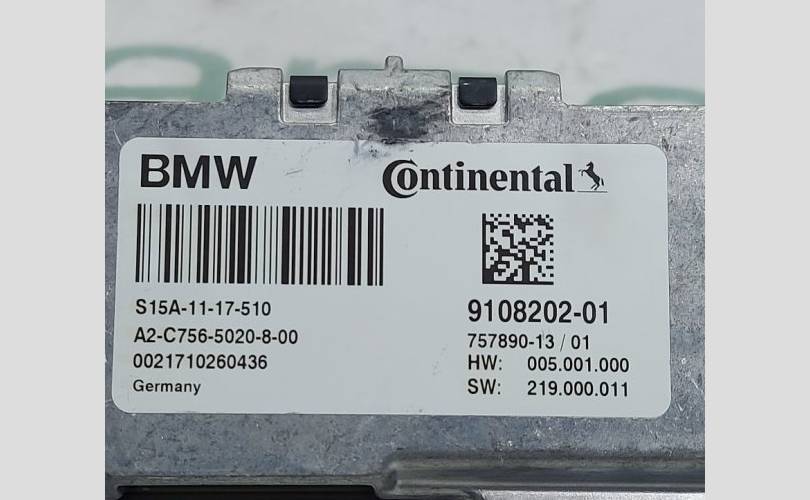 BMW
Continental
S15A-11-17-510
A2-C756-5020-8-00
0021710260436
Germany
9108202-01
757890-13 / 01
HW: 005.001.000
SW: 219.000.011